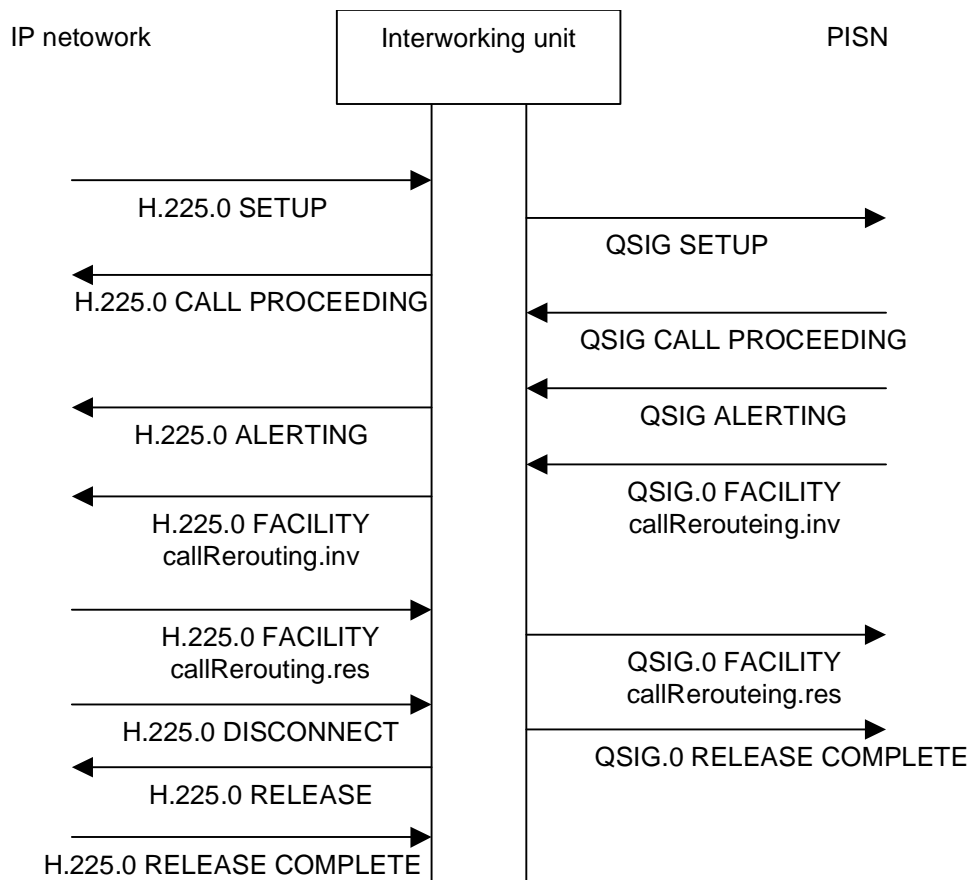 IP netowork
Interworking unit
PISN
H.225.0 SETUP
QSIG SETUP
H.225.0 CALL PROCEEDING
QSIG CALL PROCEEDING
H.225.0 ALERTING
QSIG ALERTING
H.225.0 FACILITY
callRerouting.inv
QSIG.0 FACILITY
callRerouteing.inv
H.225.0 FACILITY
callRerouting.res
QSIG.0 FACILITY
callRerouteing.res
H.225.0 DISCONNECT
QSIG.0 RELEASE COMPLETE
H.225.0 RELEASE
H.225.0 RELEASE COMPLETE